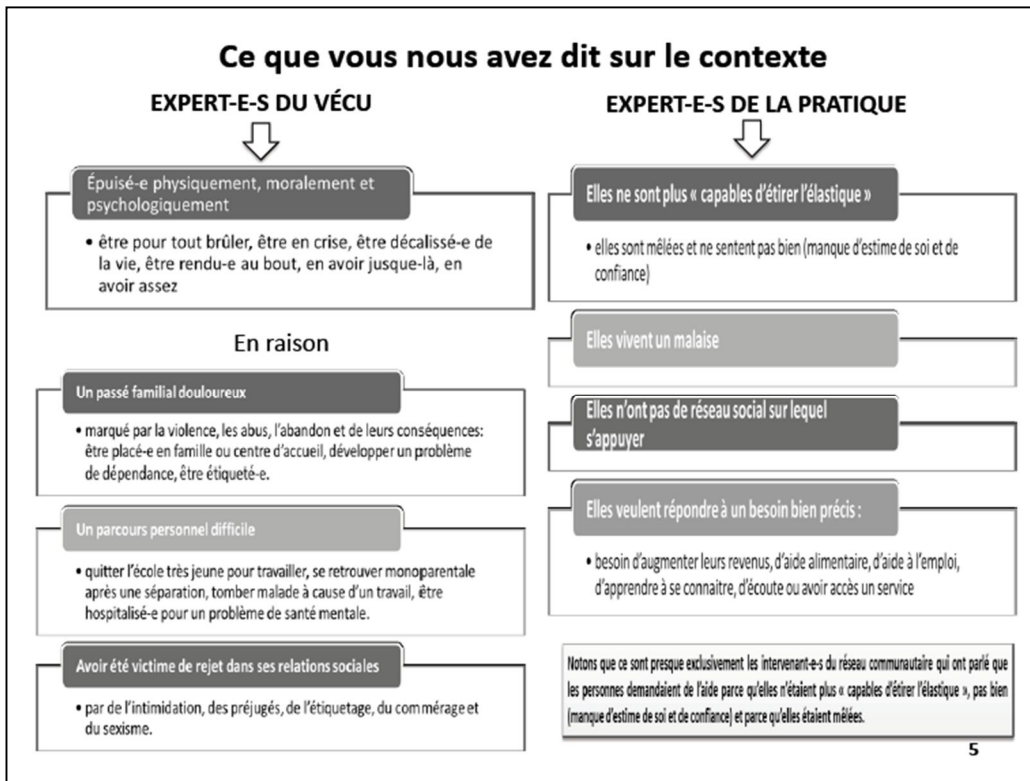 Ce que vous nous avez dit sur le contexte
EXPERT-E-S DU VÉCU
Épuisé-e physiquement, moralement et
psychologiquement
• être pour tout brûler, être en crise, être décalissé-e de
la vie, être rendu-e au bout, en avoir jusque-là, en
avoir assez
En raison
Un passé familial douloureux
• marqué par la violence, les abus, l'abandon et de leurs conséquences:
être placé-e en famille ou centre d'accueil, développer un problème
de dépendance, être étiqueté-e.
Un parcours personnel difficile
• quitter l'école très jeune pour travailler, se retrouver monoparentale
après une séparation, tomber malade à cause d'un travail, être
hospitalisé-e pour un problème de santé mentale.
Avoir été victime de rejet dans ses relations sociales
• par de l'intimidation, des préjugés, de l'étiquetage, du commérage et
du sexisme.
EXPERT-E-S DE LA PRATIQUE
Elles ne sont plus « capables d'étirer l'élastique »
• elles sont mêlées et ne sentent pas bien (manque d'estime de soi et de
confiance)
Elles vivent un malaise
Elles n'ont pas de réseau social sur lequel
s'appuyer
Elles veulent répondre à un besoin bien précis :
• besoin d'augmenter leurs revenus, d'aide alimentaire, d'aide à l'emploi,
d'apprendre à se connaitre, d'écoute ou avoir accès un service
Notons que ce sont presque exclusivement les intervenant-e-s du réseau communautaire qui ont parlé que
les personnes demandaient de l'aide parce qu'elles n'étaient plus « capables d'étirer l'élastique », pas bien
(manque d'estime de soi et de confiance) et parce qu'elles étaient mêlées.
5